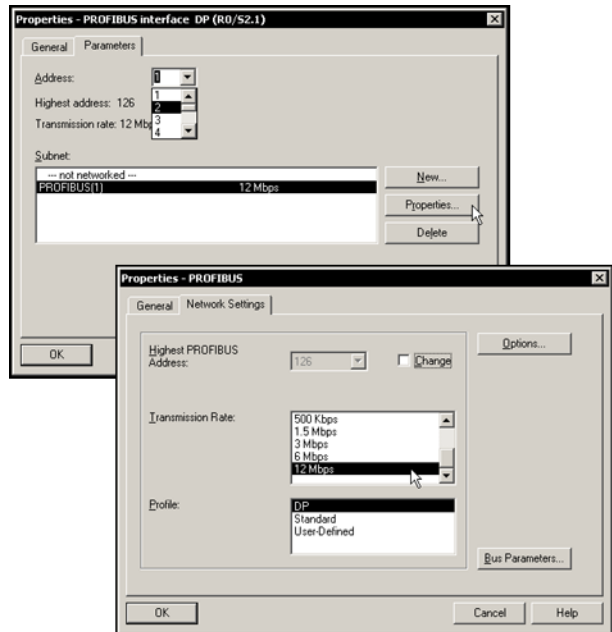 Properties - PROFIBUS interface DP (R0/S2.1)
General Parameters
Address: 1
1
2
3
4
Highest address: 126
Transmission rate: 12 Mbp
Subnet:
--- not networked ---
PROFIBUS(1) 12 Mbps
New...
Properties...
Delete
OK
Properties - PROFIBUS
General Network Settings
Highest PROFIBUS
Address:
126
Change
Options...
Transmission Rate:
500 Kbps
1.5 Mbps
3 Mbps
6 Mbps
12 Mbps
Profile:
DP
Standard
User-Defined
Bus Parameters...
OK Cancel Help